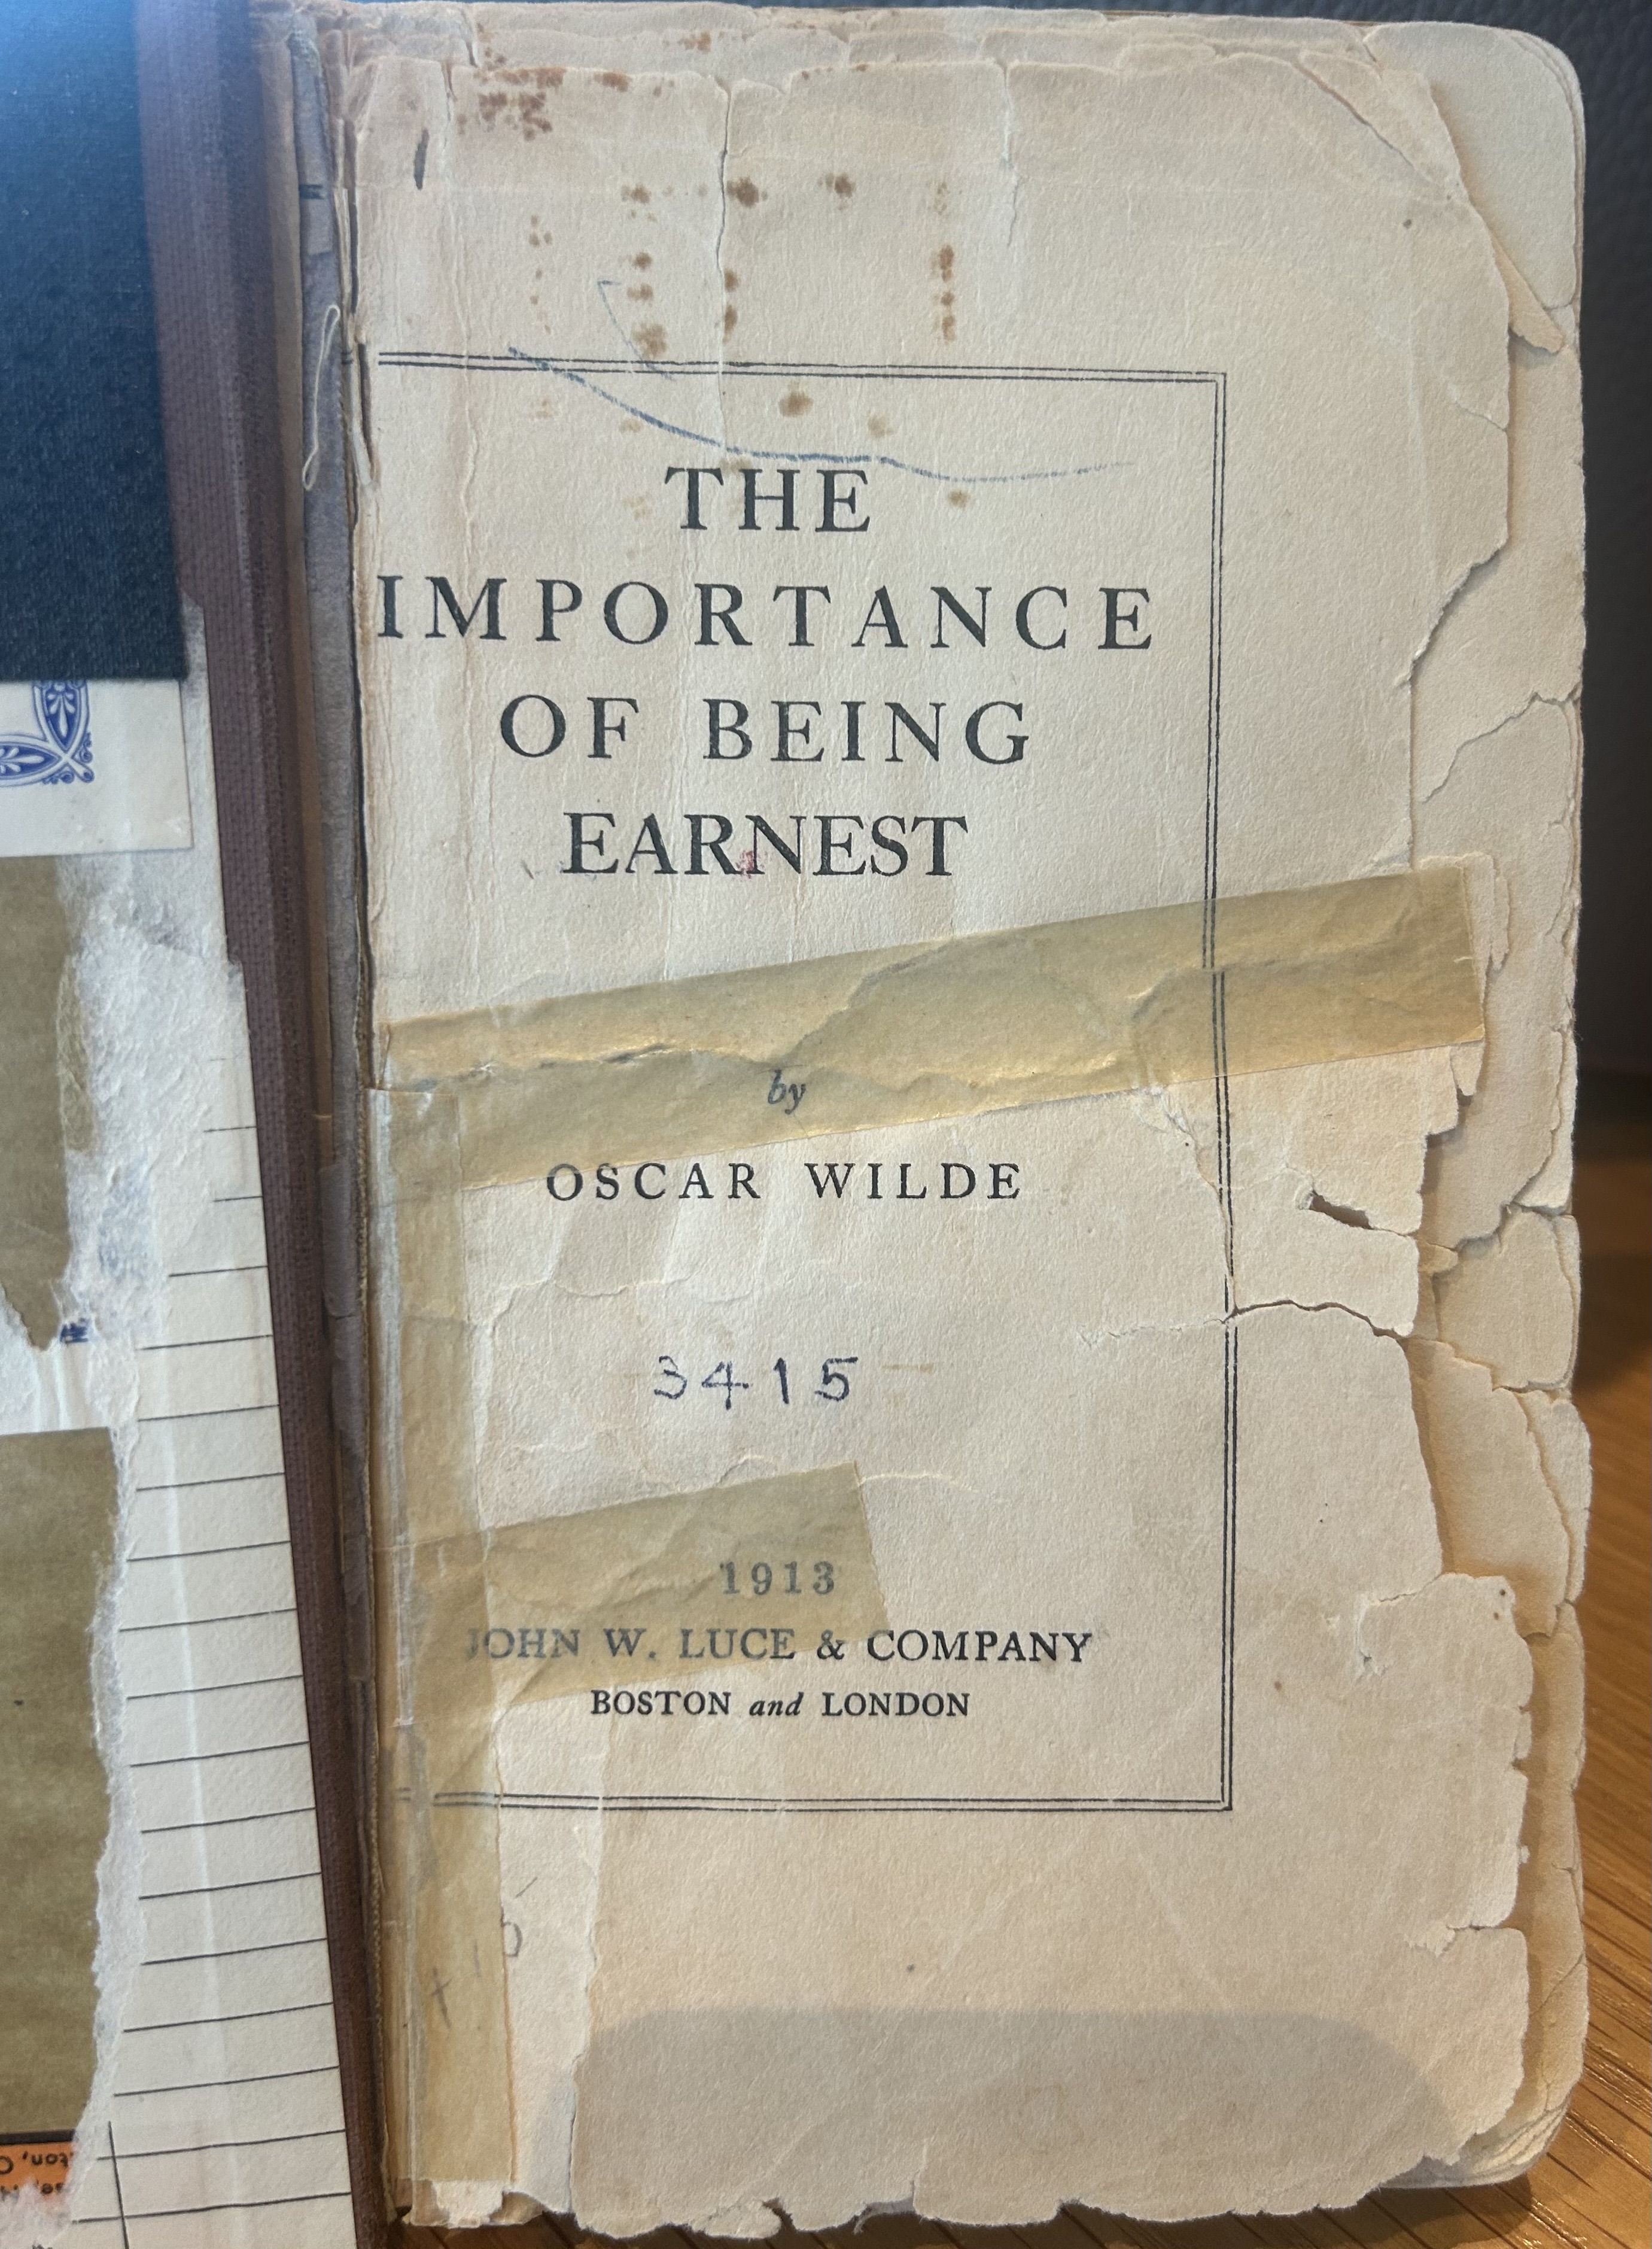 THE
IMPORTANCE
OF BEING
EARNEST
by
OSCAR WILDE
3415
1913
JOHN W. LUCE & COMPANY
BOSTON and LONDON